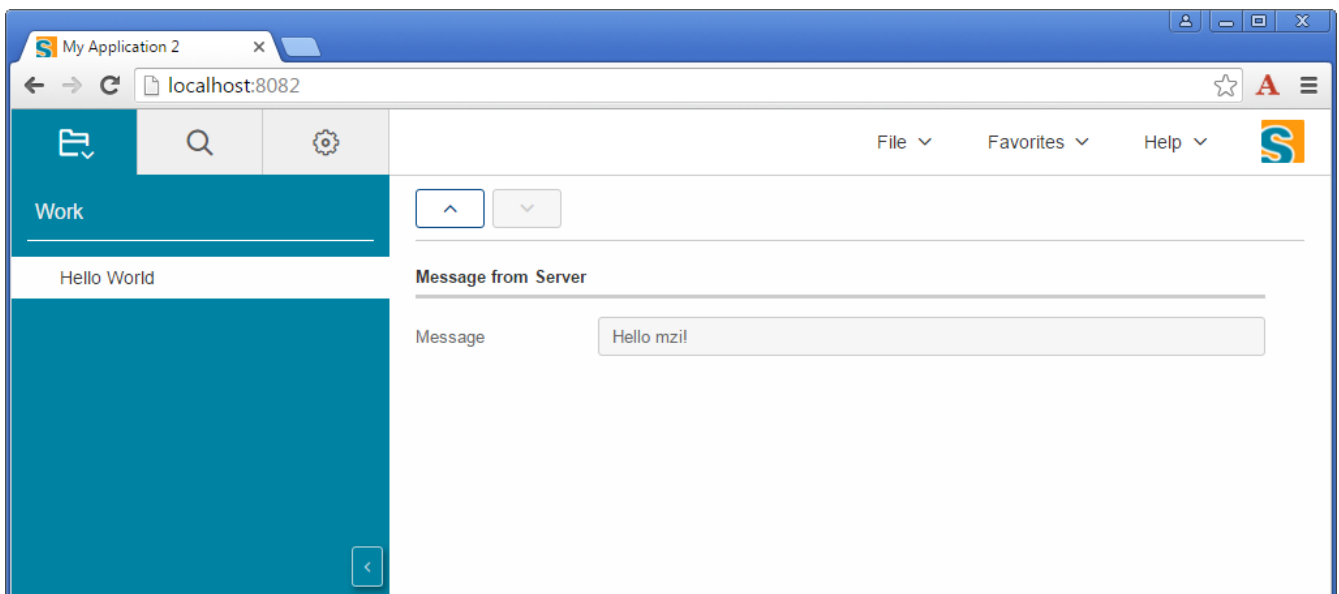 My Application 2
localhost:8082
File Favorites Help
Work
Hello World
Message from Server
Message Hello mzi!